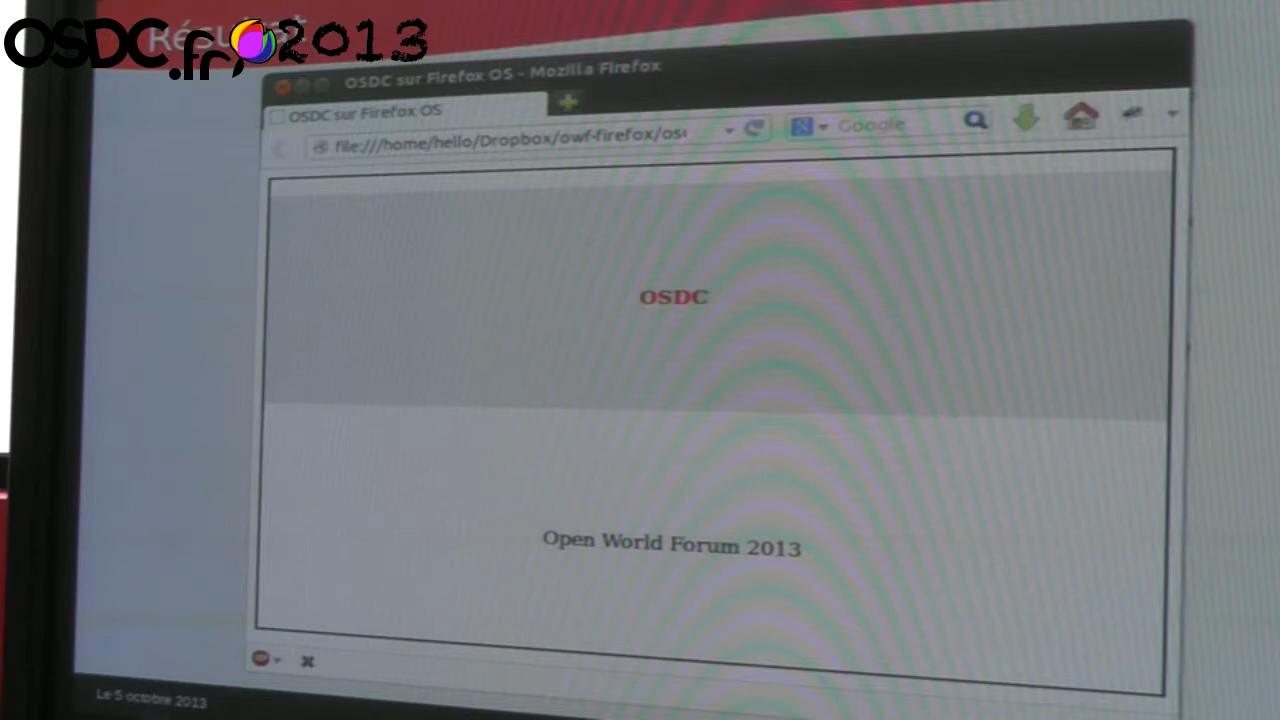 OSDC.fr 2013
OSDC sur Firefox OS - Mozilla Firefox
OSDC sur Firefox OS
file:///home/hello/Dropbox/owf-firefox/os
Google
OSDC
Open World Forum 2013
Le 5 octobre 2013